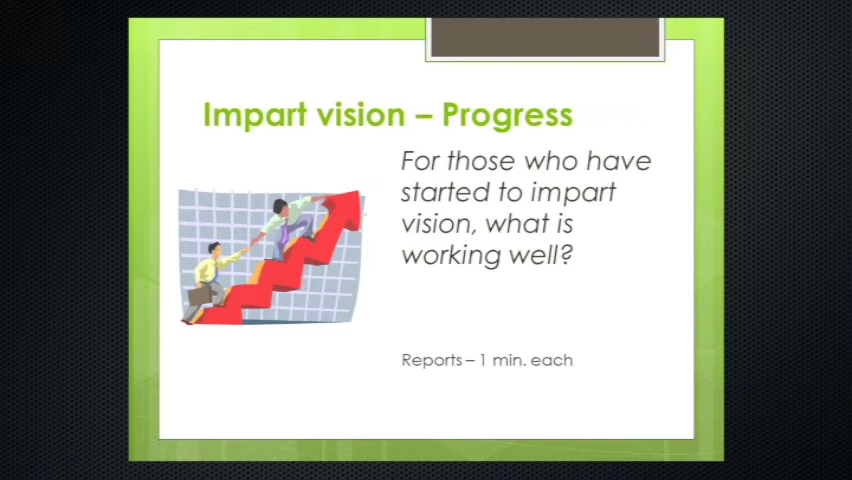 Impart vision – Progress
For those who have
started to impart
vision, what is
working well?
Reports – 1 min. each